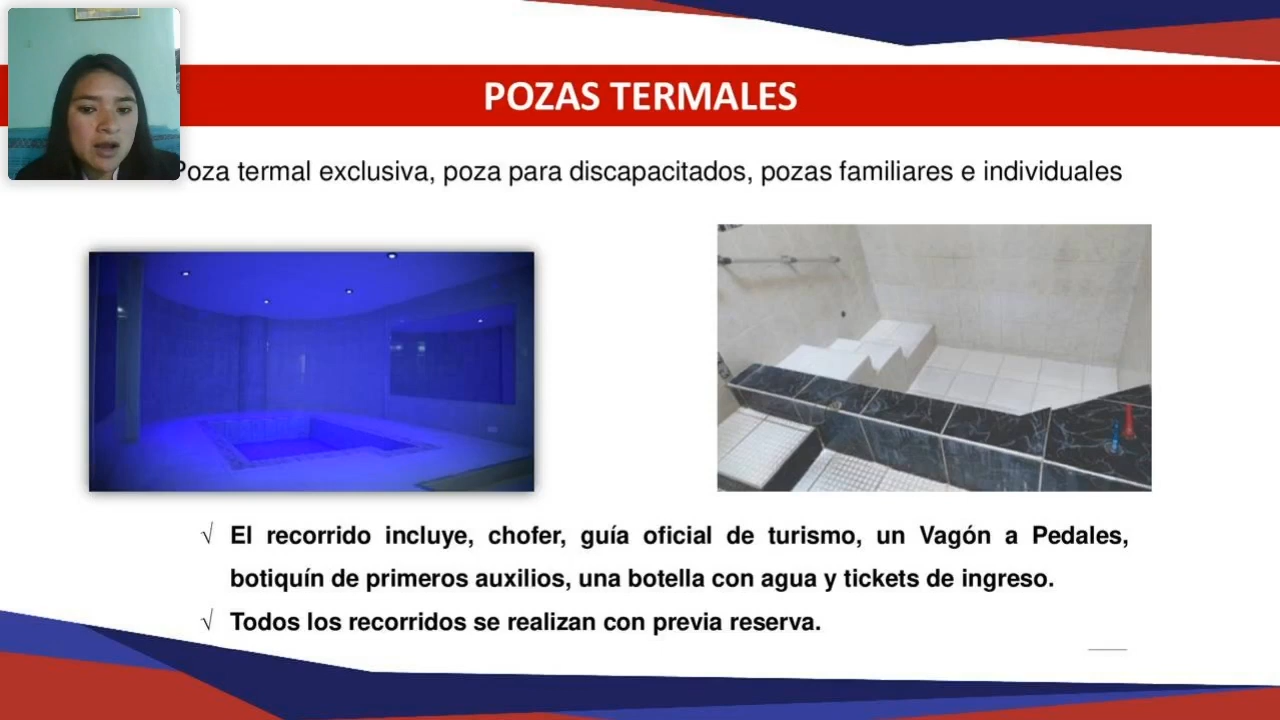 POZAS TERMALES
Poza termal exclusiva, poza para discapacitados, pozas familiares e individuales
√ El recorrido incluye, chofer, guía oficial de turismo, un Vagón a Pedales,
botiquín de primeros auxilios, una botella con agua y tickets de ingreso.
√ Todos los recorridos se realizan con previa reserva.